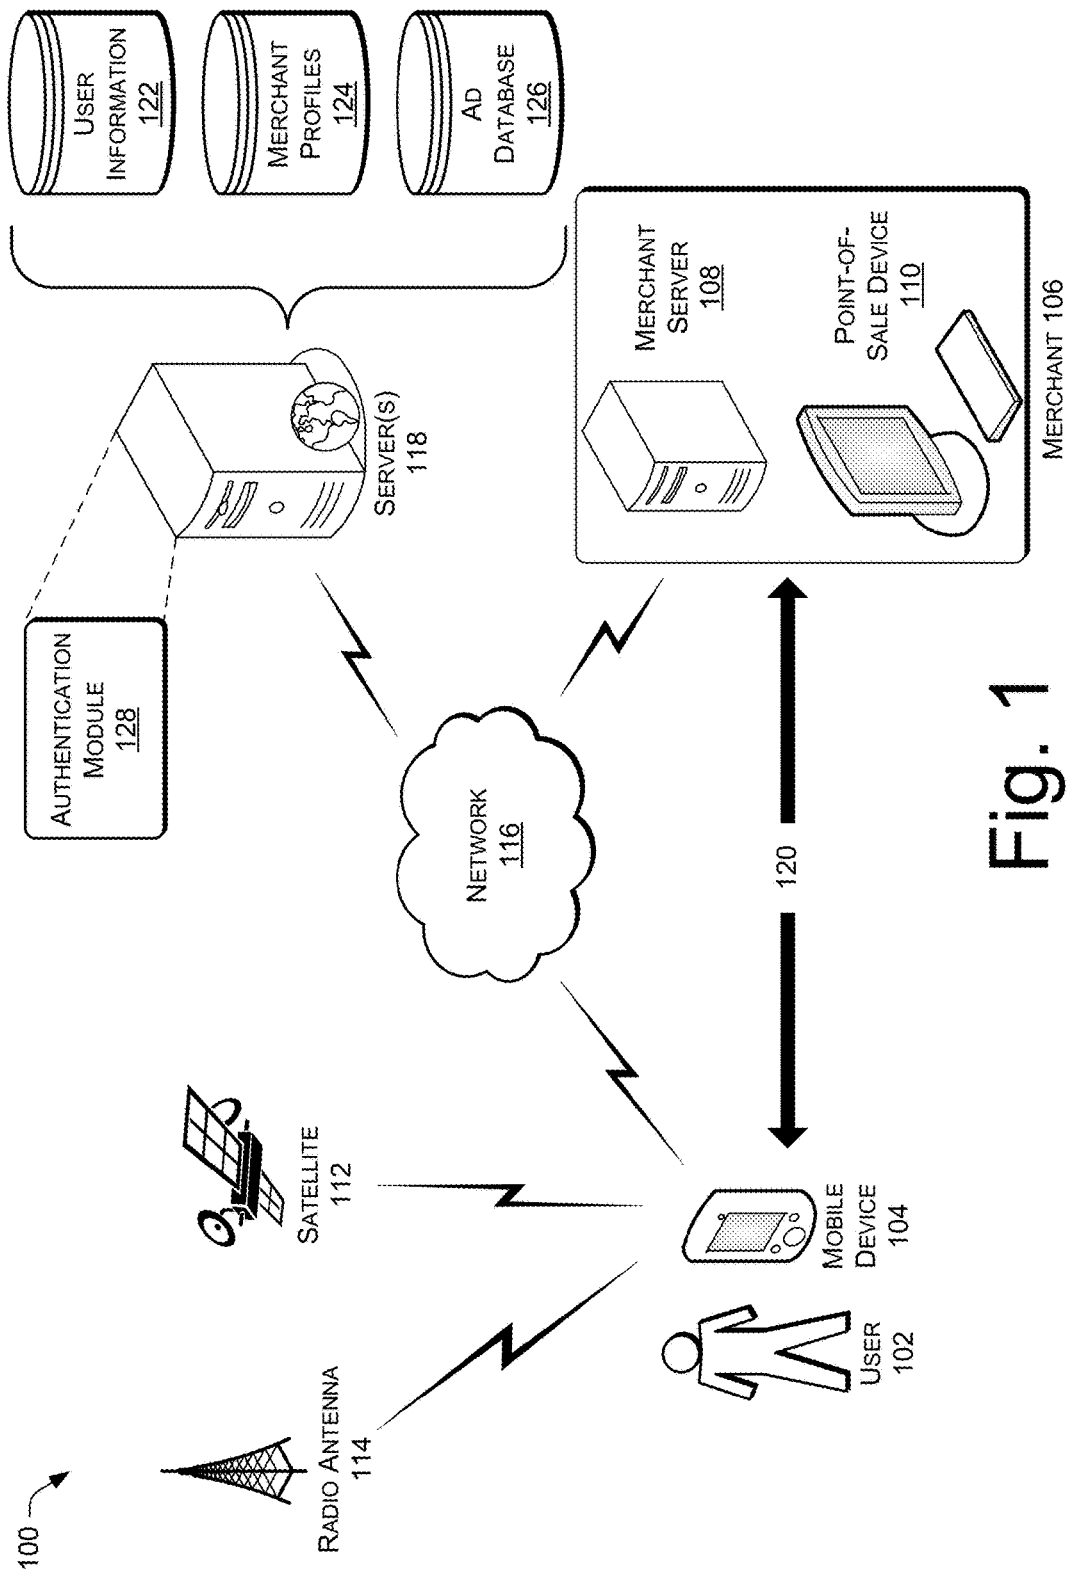 100
RADIO ANTENNA
114
SATELLITE
112
AUTHENTICATION
MODULE
128
SERVER(S)
118
USER
INFORMATION
122
MERCHANT
PROFILES
124
AD
DATABASE
126
NETWORK
116
USER
102
MOBILE
DEVICE
104
120
MERCHANT
SERVER
108
POINT-OF-
SALE DEVICE
110
MERCHANT 106
Fig. 1